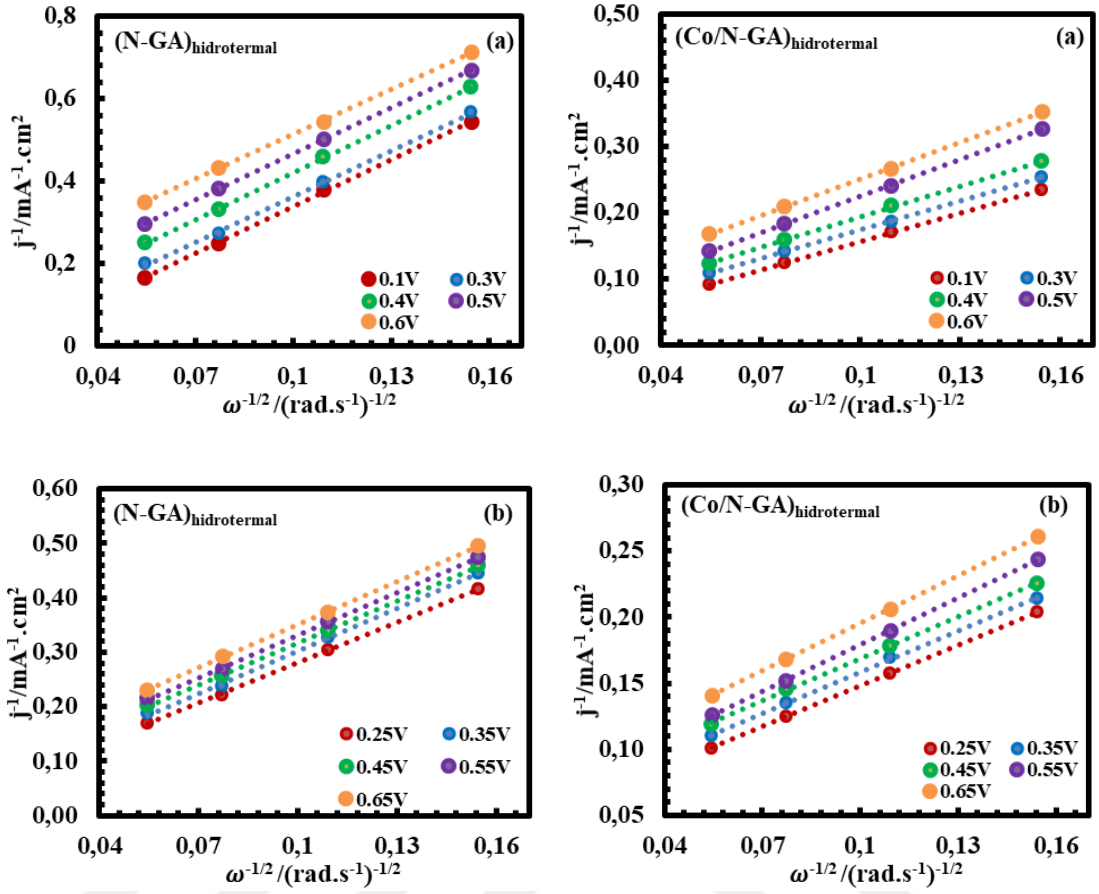 (N-GA)hidrotermal (a)
0,8
0,6
0,4
0,2
0
j-1/mA-1.cm2
0.1V 0.3V
0.4V 0.5V
0.6V
0,04 0,07 0,1 0,13 0,16
ω-1/2 /(rad.s-1)-1/2
(Co/N-GA)hidrotermal (a)
0,50
0,40
0,30
0,20
0,10
0,00
j-1/mA-1.cm2
0.1V 0.3V
0.4V 0.5V
0.6V
0,04 0,07 0,1 0,13 0,16
ω-1/2 /(rad.s-1)-1/2
(N-GA)hidrotermal (b)
0,60
0,50
0,40
0,30
0,20
0,10
0,00
j-1/mA-1.cm2
0.25V 0.35V
0.45V 0.55V
0.65V
0,04 0,07 0,1 0,13 0,16
ω-1/2 /(rad.s-1)-1/2
(Co/N-GA)hidrotermal (b)
0,30
0,25
0,20
0,15
0,10
0,05
j-1/mA-1.cm2
0.25V 0.35V
0.45V 0.55V
0.65V
0,04 0,07 0,1 0,13 0,16
ω-1/2 /(rad.s-1)-1/2